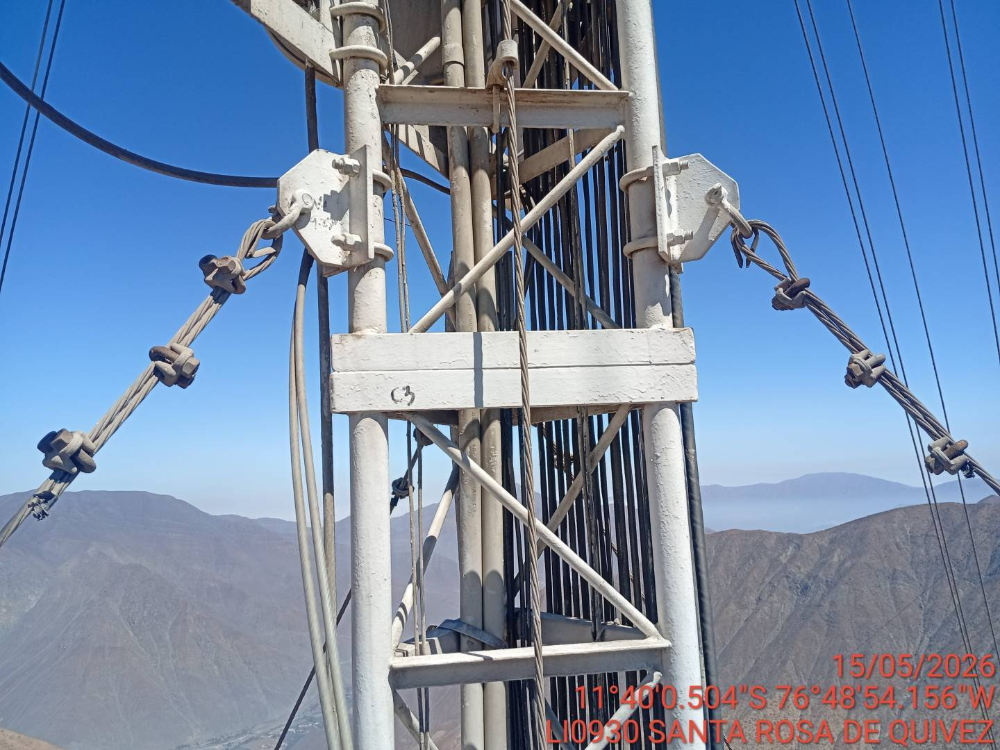 C3
15/05/2026
11°40'0.504"S 76°48'54.156"W
LI0930 SANTA ROSA DE QUIVEZ